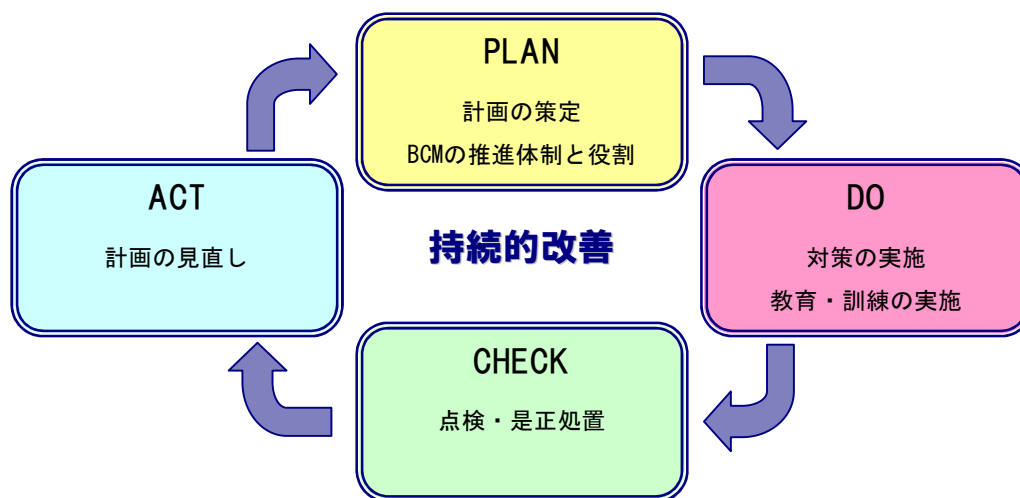 PLAN
計画の策定
BCMの推進体制と役割
DO
対策の実施
教育・訓練の実施
CHECK
点検・是正処置
ACT
計画の見直し
持続的改善